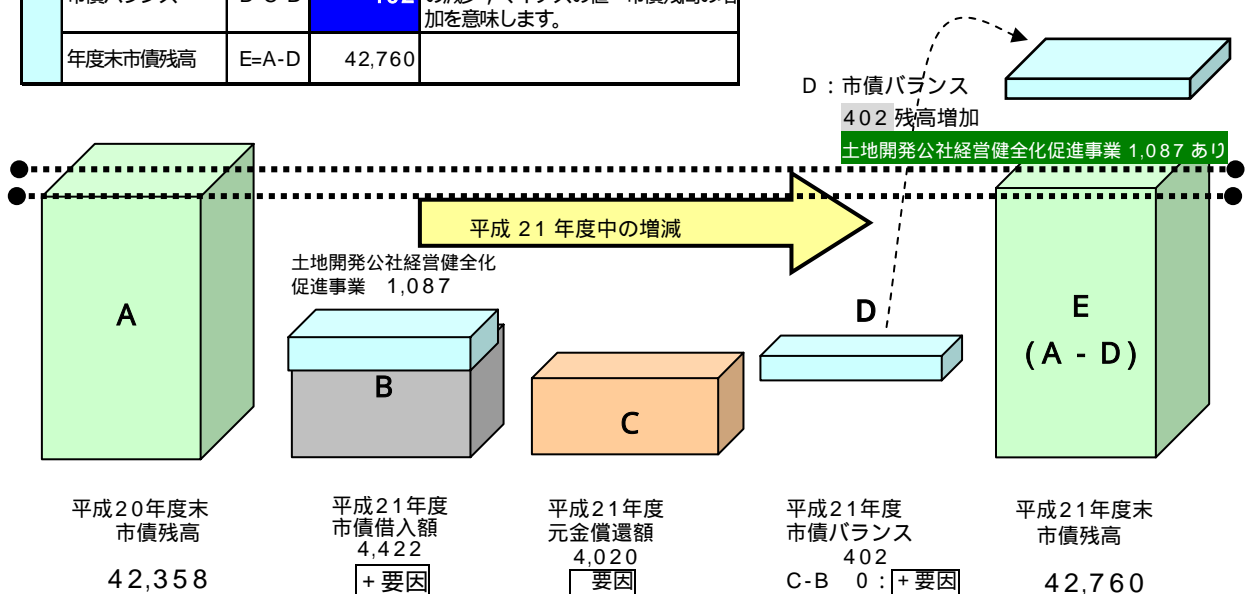 加を意味します。
年度末市債残高 E=A-D 42,760
D：市債バランス
402 残高増加
土地開発公社経営健全化促進事業 1,087 あり
平成 21 年度中の増減
土地開発公社経営健全化
促進事業 1,087
A
B
C
D
E
(A - D)
平成20年度末
市債残高
42,358
平成21年度
市債借入額
4,422
+ 要因
平成21年度
元金償還額
4,020
要因
平成21年度
市債バランス
402
C-B 0 : + 要因
平成21年度末
市債残高
42,760